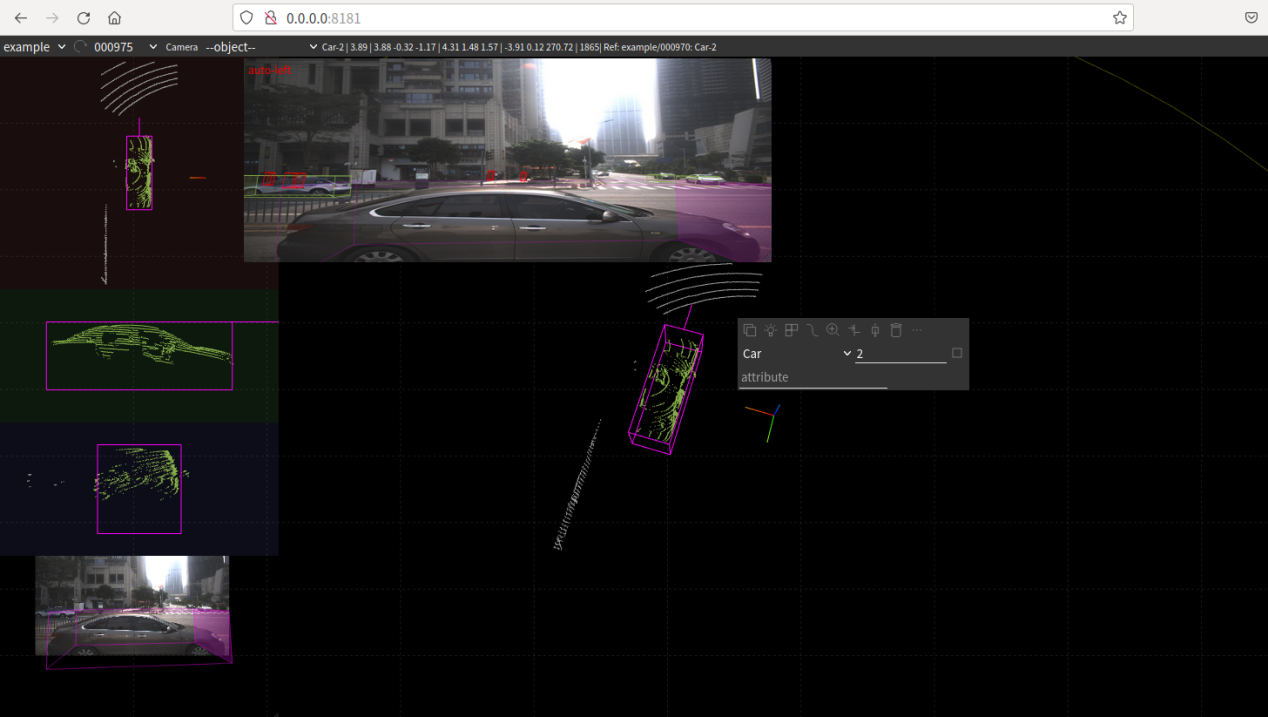 0.0.0.0:8181
example 000975 Camera --object-- Car-2 | 3.89 | 3.88 -0.32 -1.17 | 4.31 1.48 1.57 | -3.91 0.12 270.72 | 1865| Ref: example/000970: Car-2
auto-left
Car 2
attribute